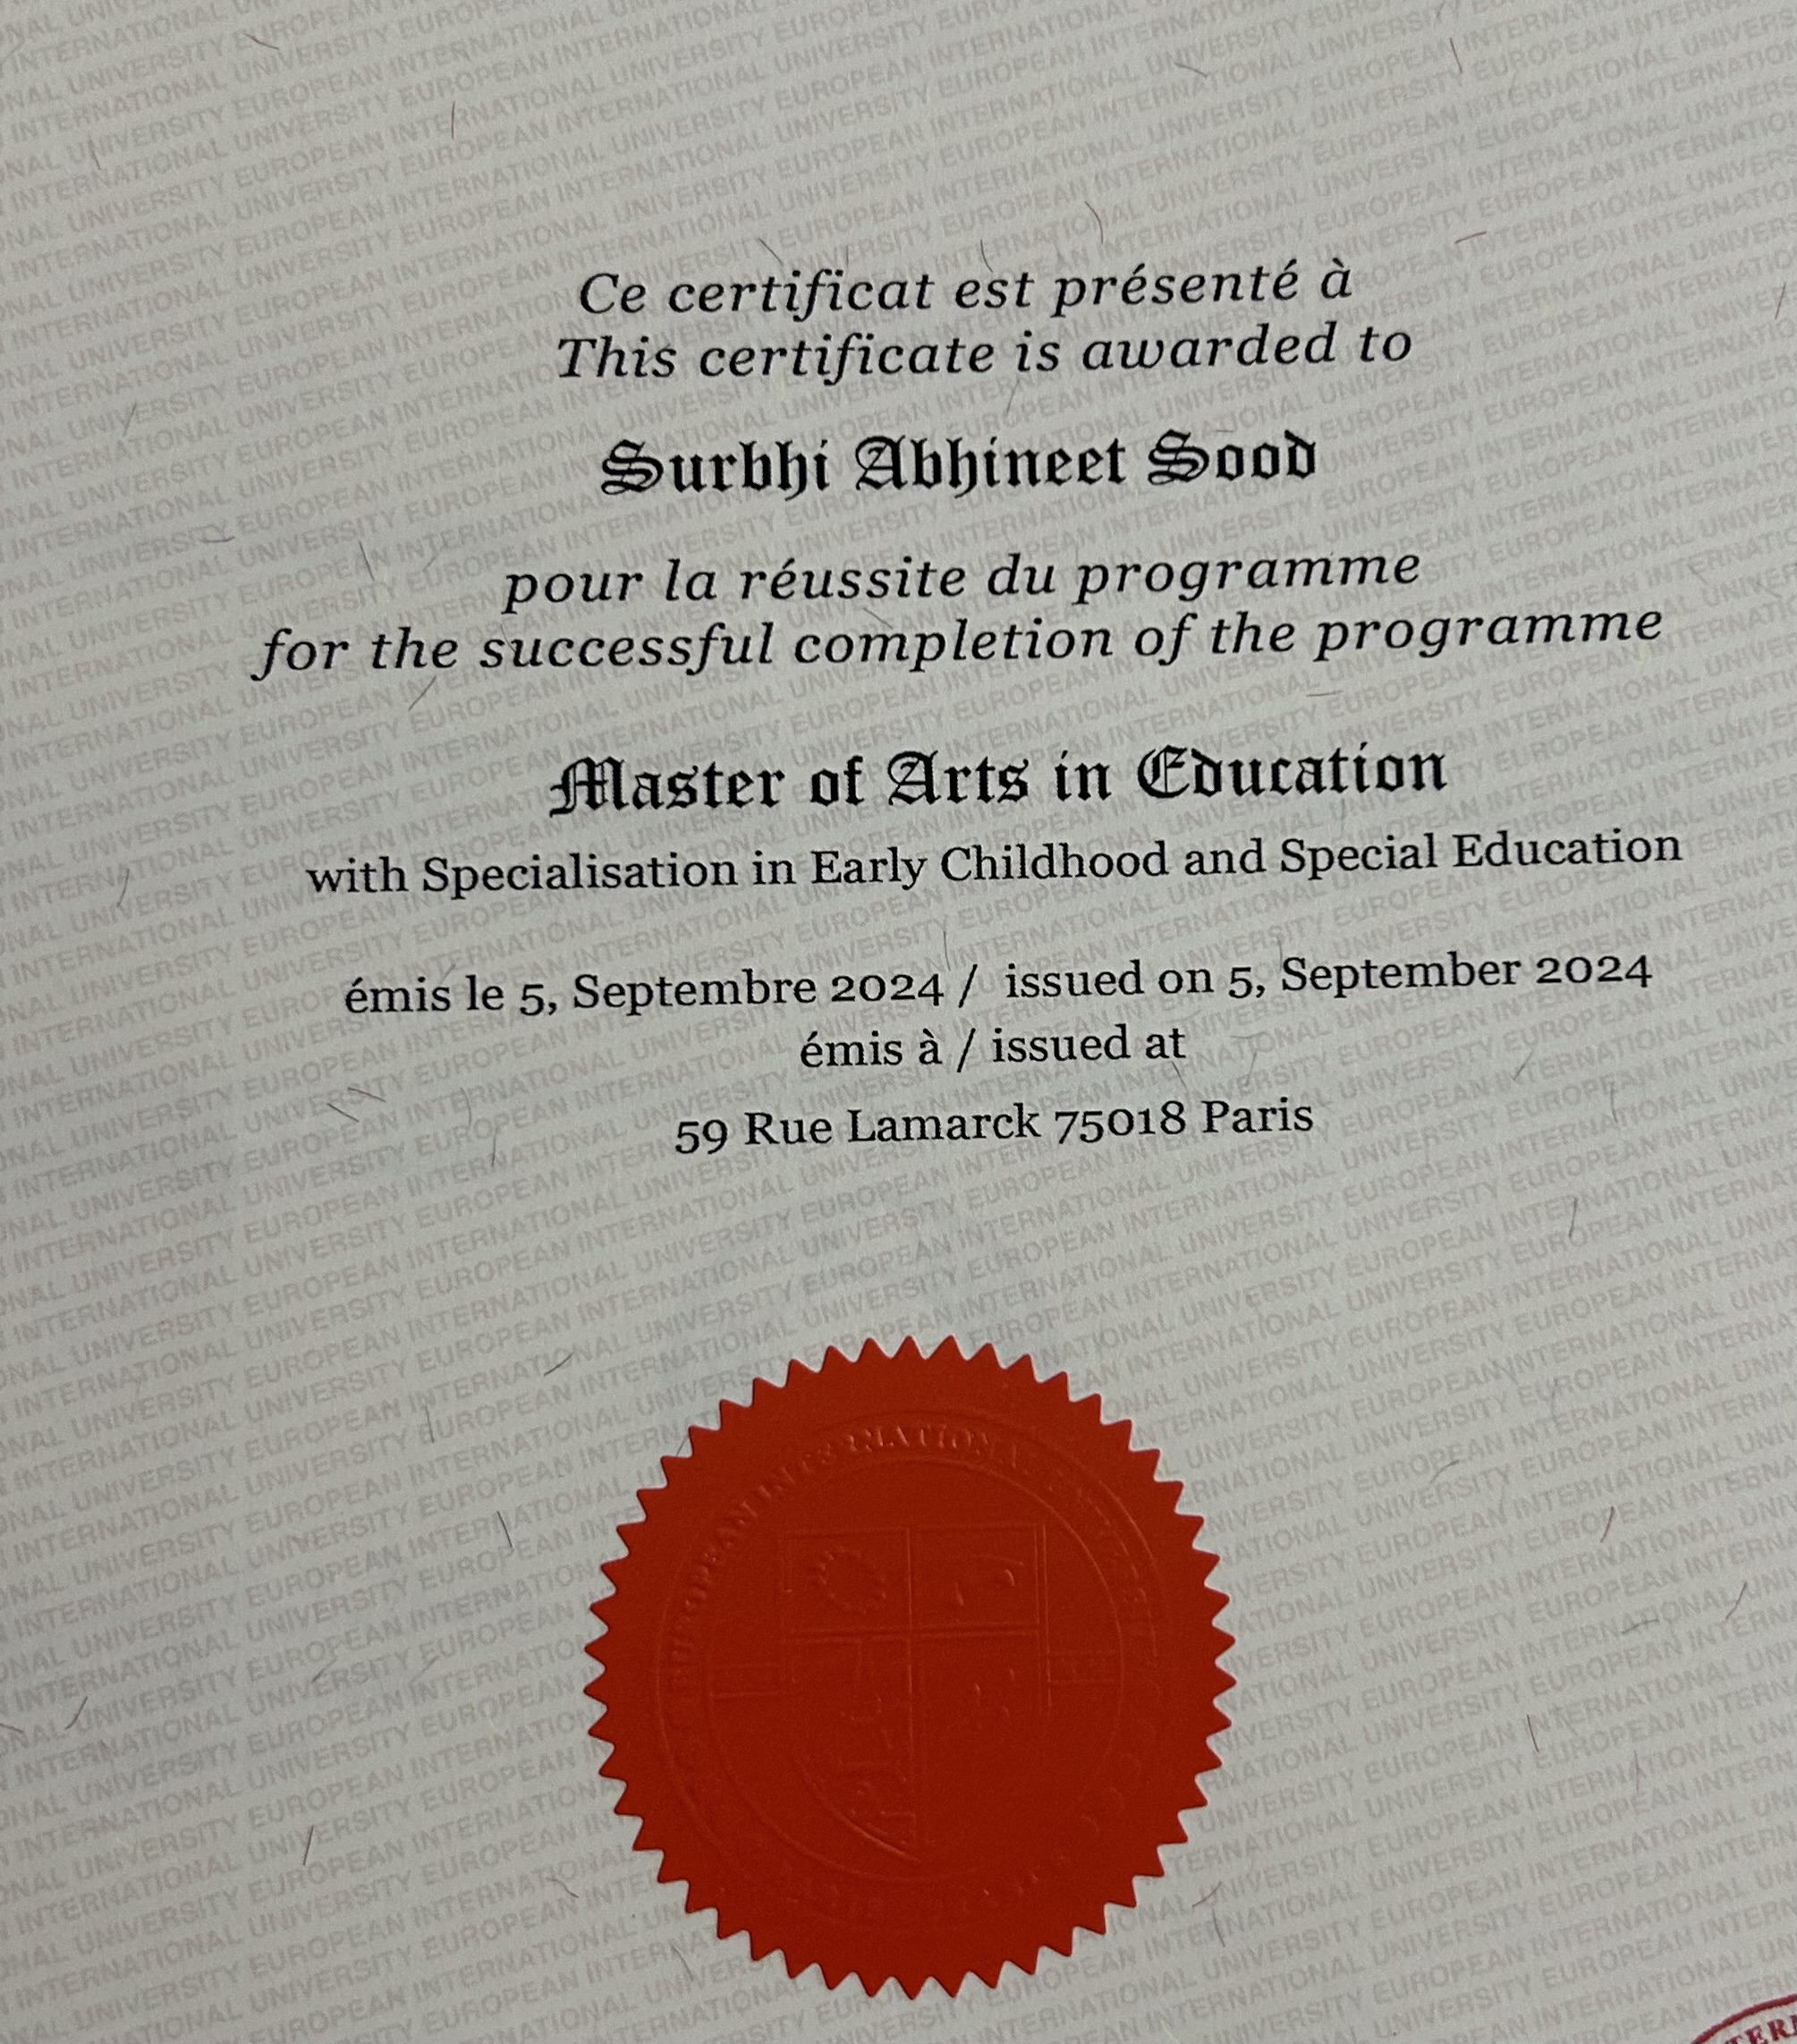 Ce certificat est présenté à
This certificate is awarded to
Surbhi Abhineet Sood
pour la réussite du programme
for the successful completion of the programme
Master of Arts in Education
with Specialisation in Early Childhood and Special Education
émis le 5, Septembre 2024 / issued on 5, September 2024
émis à / issued at
59 Rue Lamarck 75018 Paris
EUROPEAN INTERNATIONAL